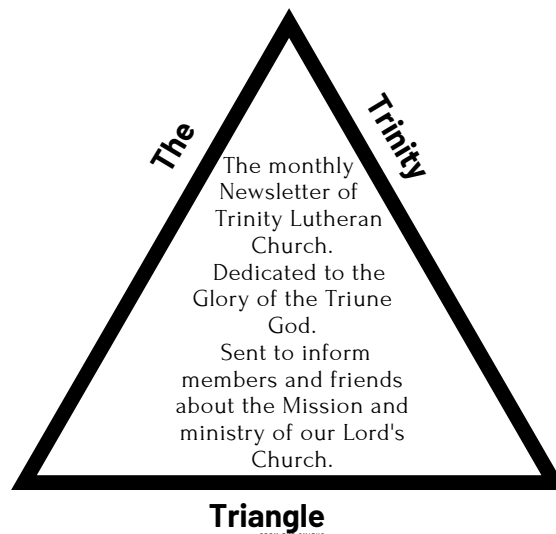 The
Trinity
The monthly
Newsletter of
Trinity Lutheran
Church.
Dedicated to the
Glory of the Triune
God.
Sent to inform
members and friends
about the Mission and
ministry of our Lord's
Church.
Triangle